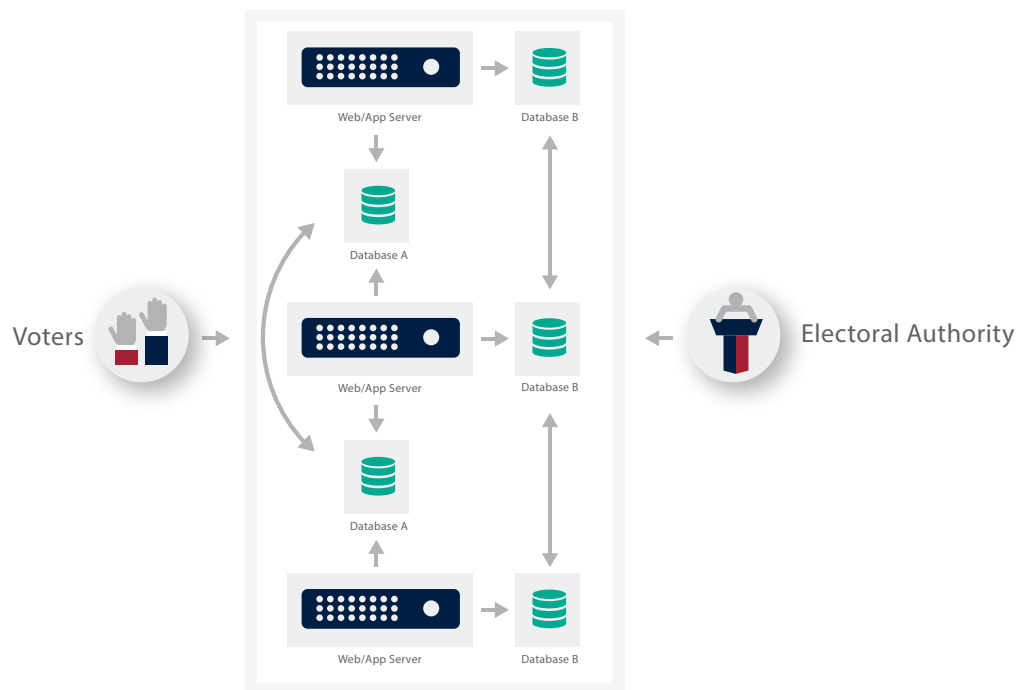 Web/App Server
Database B
Database A
Voters
Web/App Server
Database B
Electoral Authority
Database A
Web/App Server
Database B